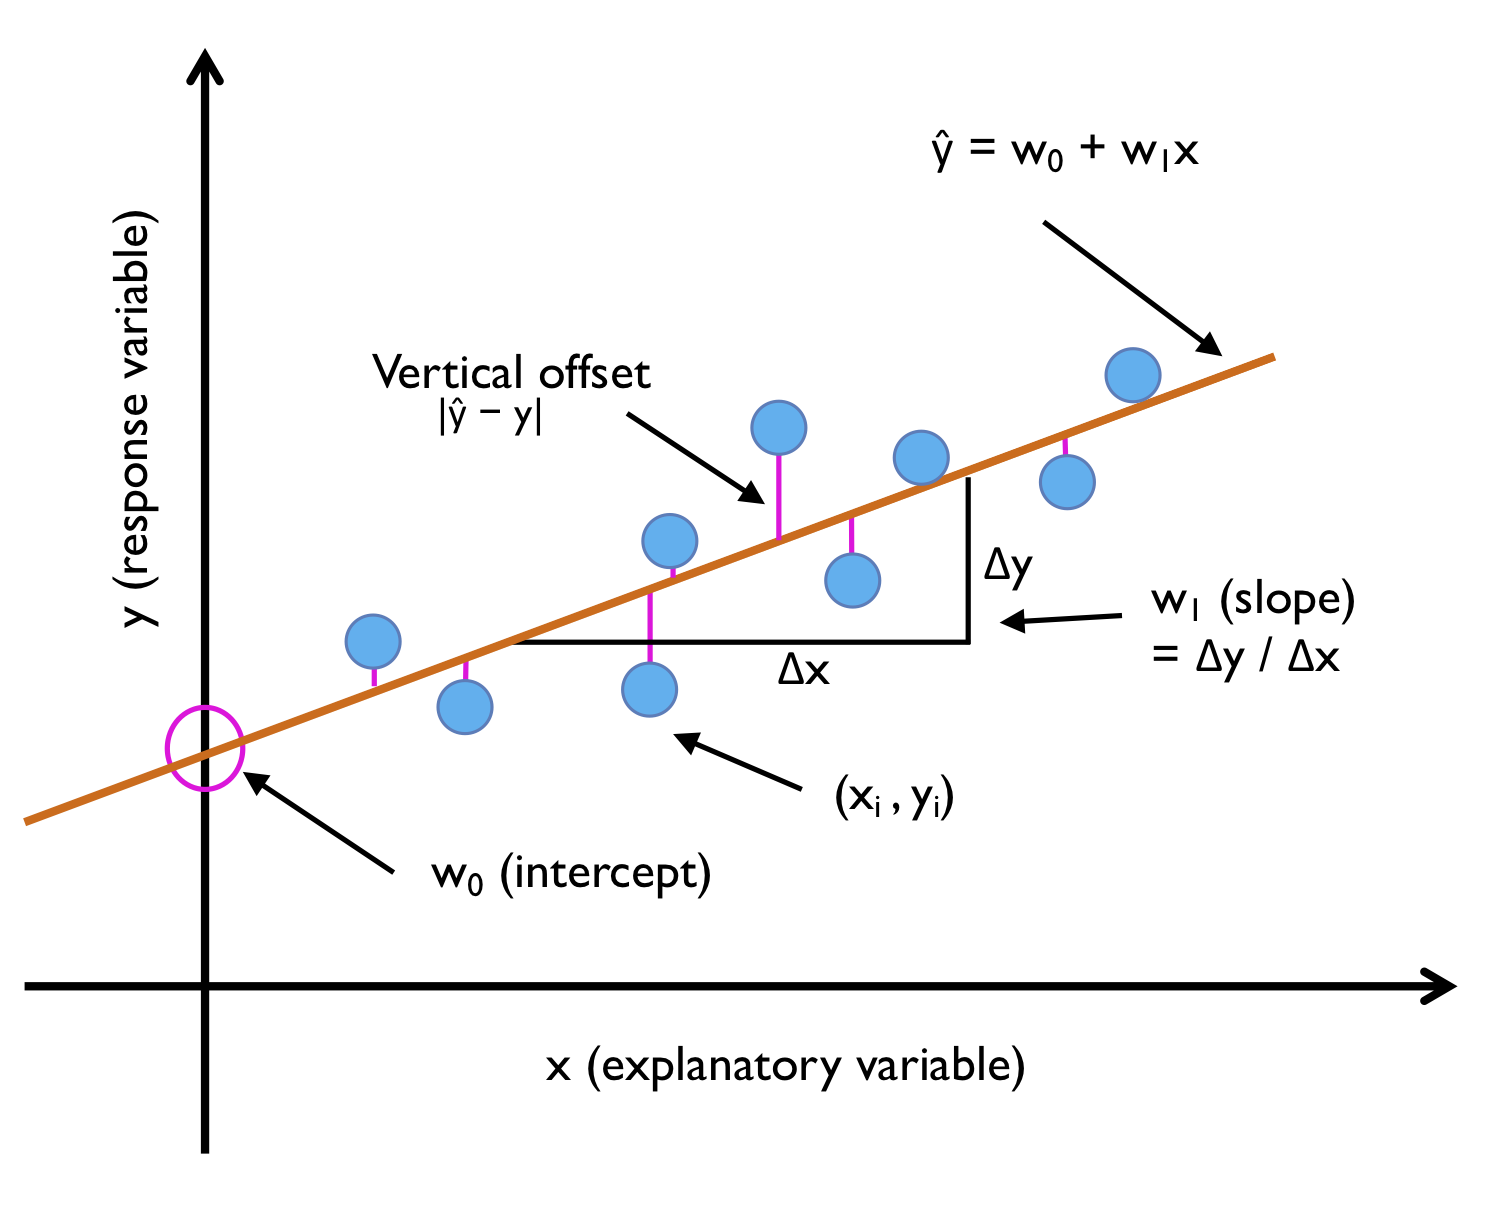 ŷ = w₀ + w₁x
y (response variable)
Vertical offset
|ŷ − y|
Δy
w₁ (slope)
= Δy / Δx
Δx
(xᵢ , yᵢ)
w₀ (intercept)
x (explanatory variable)